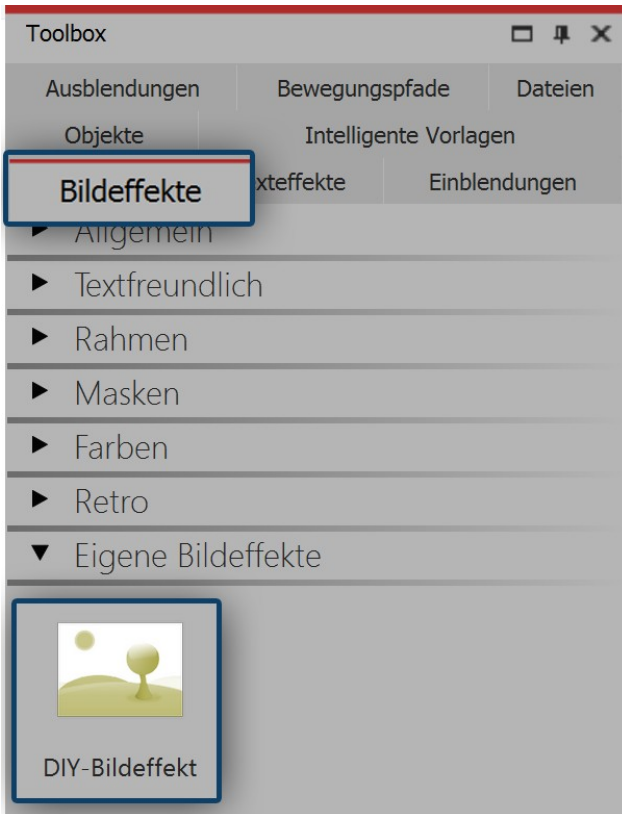 Toolbox
Ausblendungen Bewegungspfade Dateien
Objekte Intelligente Vorlagen
Bildeffekte exteffekte Einblendungen
Allgemein
Textfreundlich
Rahmen
Masken
Farben
Retro
Eigene Bildeffekte
DIY-Bildeffekt